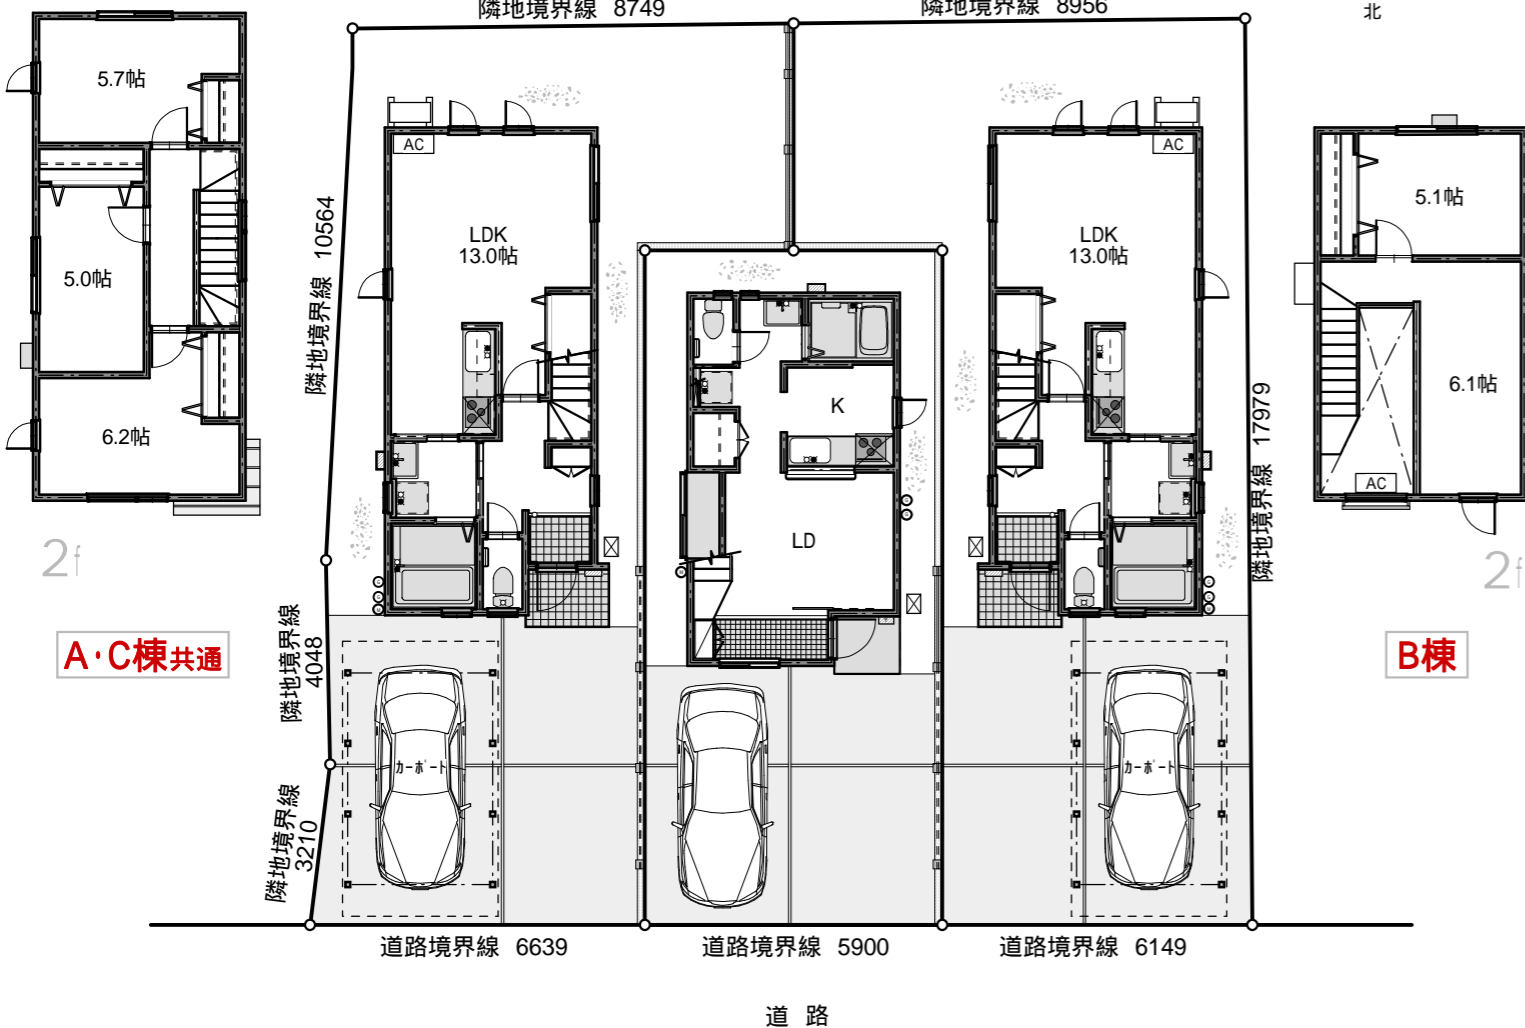 隣地境界線 8749
隣地境界線 8956
北
5.7帖
5.0帖
6.2帖
2f
A・C棟共通
隣地境界線 10564
隣地境界線 4048
隣地境界線 3210
AC
LDK
13.0帖
カーポート
K
LD
AC
LDK
13.0帖
カーポート
隣地境界線 17979
5.1帖
6.1帖
AC
2f
B棟
道路境界線 6639
道路境界線 5900
道路境界線 6149
道路